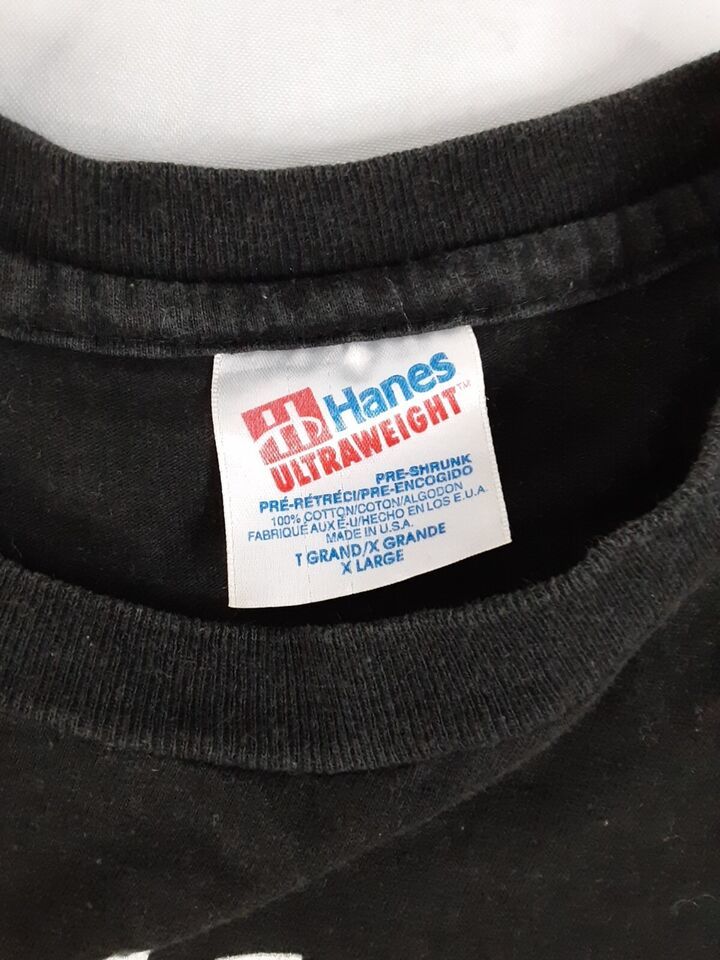 Hanes
ULTRAWEIGHT™
PRE-SHRUNK
PRÉ-RÉTRÉCI/PRE-ENCOGIDO
100% COTTON/COTON/ALGODON
FABRIQUÉ AUX É-U/HECHO EN LOS E.U.A.
MADE IN U.S.A.
T GRAND/X GRANDE
X LARGE